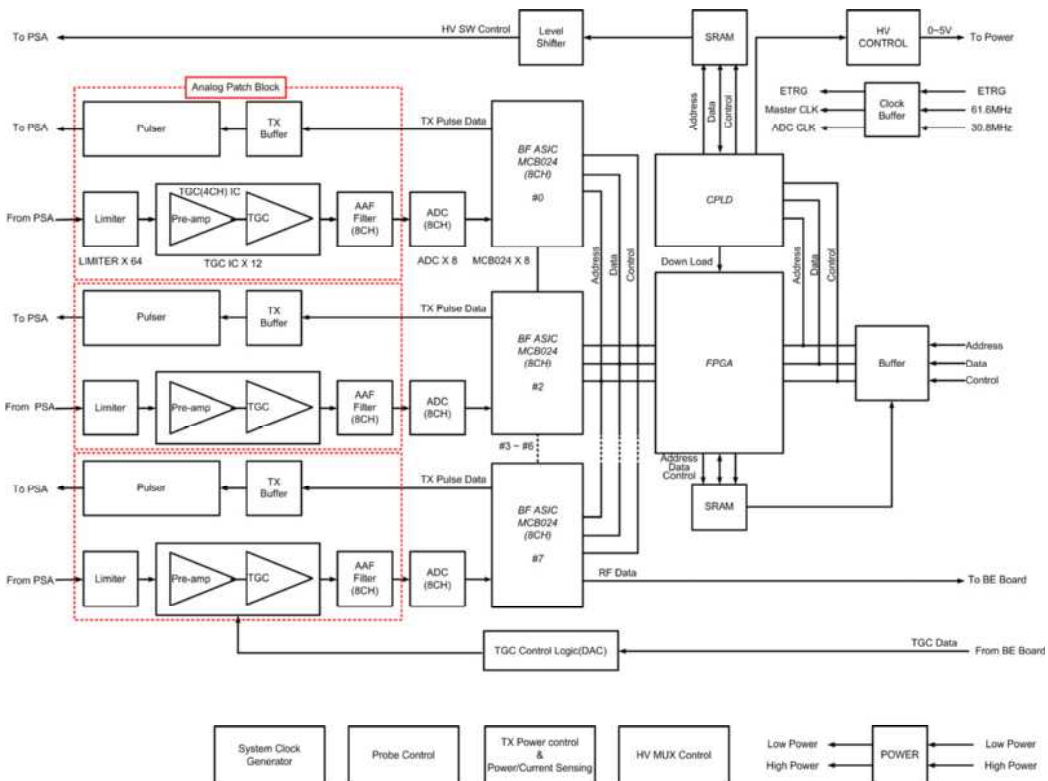 To PSA
HV SW Control
Level Shifter
SRAM
HV CONTROL
0~5V
To Power
Analog Patch Block
Address
Data
Control
ETRG
Master CLK
ADC CLK
Clock Buffer
ETRG
61.6MHz
30.8MHz
To PSA
Pulser
TX Buffer
TX Pulse Data
BF ASIC
MCB024
(8CH)
#0
CPLD
From PSA
Limiter
TGC(4CH) IC
Pre-amp
TGC
AAF
Filter
(8CH)
ADC
(8CH)
LIMITER X 64
TGC IC X 12
ADC X 8
MCB024 X 8
Address
Data
Control
Down Load
Address
Data
Control
To PSA
Pulser
TX Buffer
TX Pulse Data
BF ASIC
MCB024
(8CH)
#2
FPGA
Buffer
Address
Data
Control
From PSA
Limiter
Pre-amp
TGC
AAF
Filter
(8CH)
ADC
(8CH)
#3 ~ #6
Address
Data
Control
SRAM
To PSA
Pulser
TX Buffer
TX Pulse Data
BF ASIC
MCB024
(8CH)
#7
From PSA
Limiter
Pre-amp
TGC
AAF
Filter
(8CH)
ADC
(8CH)
RF Data
To BE Board
TGC Control Logic(DAC)
TGC Data
From BE Board
System Clock
Generator
Probe Control
TX Power control
&
Power/Current Sensing
HV MUX Control
Low Power
High Power
POWER
Low Power
High Power